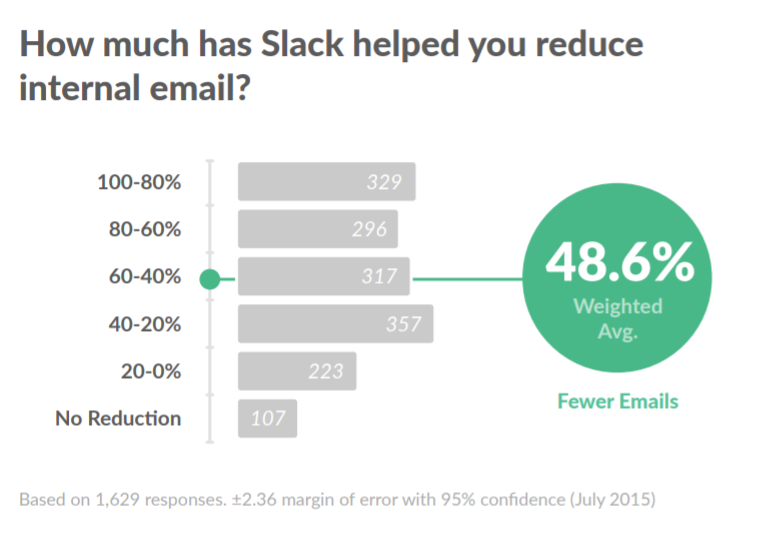 How much has Slack helped you reduce
internal email?
100-80% 329
80-60% 296
60-40% 317
40-20% 357
20-0% 223
No Reduction 107
48.6%
Weighted
Avg.
Fewer Emails
Based on 1,629 responses. ±2.36 margin of error with 95% confidence (July 2015)